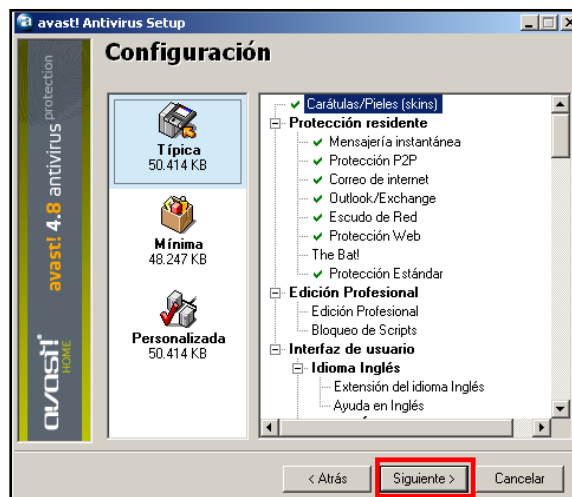 avast! Antivirus Setup
Configuración
avast! 4.8 antivirus protection
avast!
HOME
Típica
50.414 KB
Mínima
48.247 KB
Personalizada
50.414 KB
Carátulas/Pieles (skins)
Protección residente
Mensajería instantánea
Protección P2P
Correo de internet
Outlook/Exchange
Escudo de Red
Protección Web
The Bat!
Protección Estándar
Edición Profesional
Edición Profesional
Bloqueo de Scripts
Interfaz de usuario
Idioma Inglés
Extensión del idioma Inglés
Ayuda en Inglés
< Atrás
Siguiente >
Cancelar